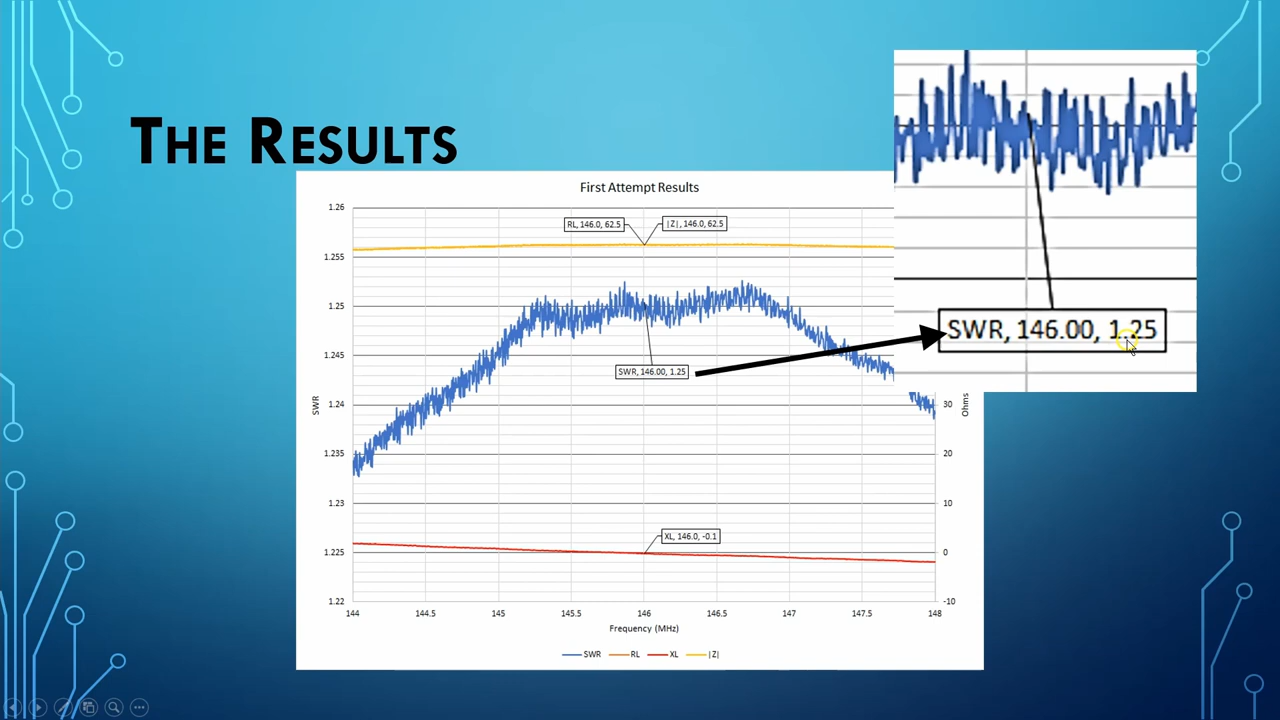 THE RESULTS
First Attempt Results
1.26
1.255
1.25
1.245
1.24
1.235
1.23
1.225
1.22
SWR
RL, 146.0, 62.5
|Z|, 146.0, 62.5
SWR, 146.00, 1.25
SWR, 146.00, 1.25
XL, 146.0, -0.1
30
20
10
0
-10
Ohms
144 144.5 145 145.5 146 146.5 147 147.5 148
Frequency (MHz)
SWR RL XL |Z|